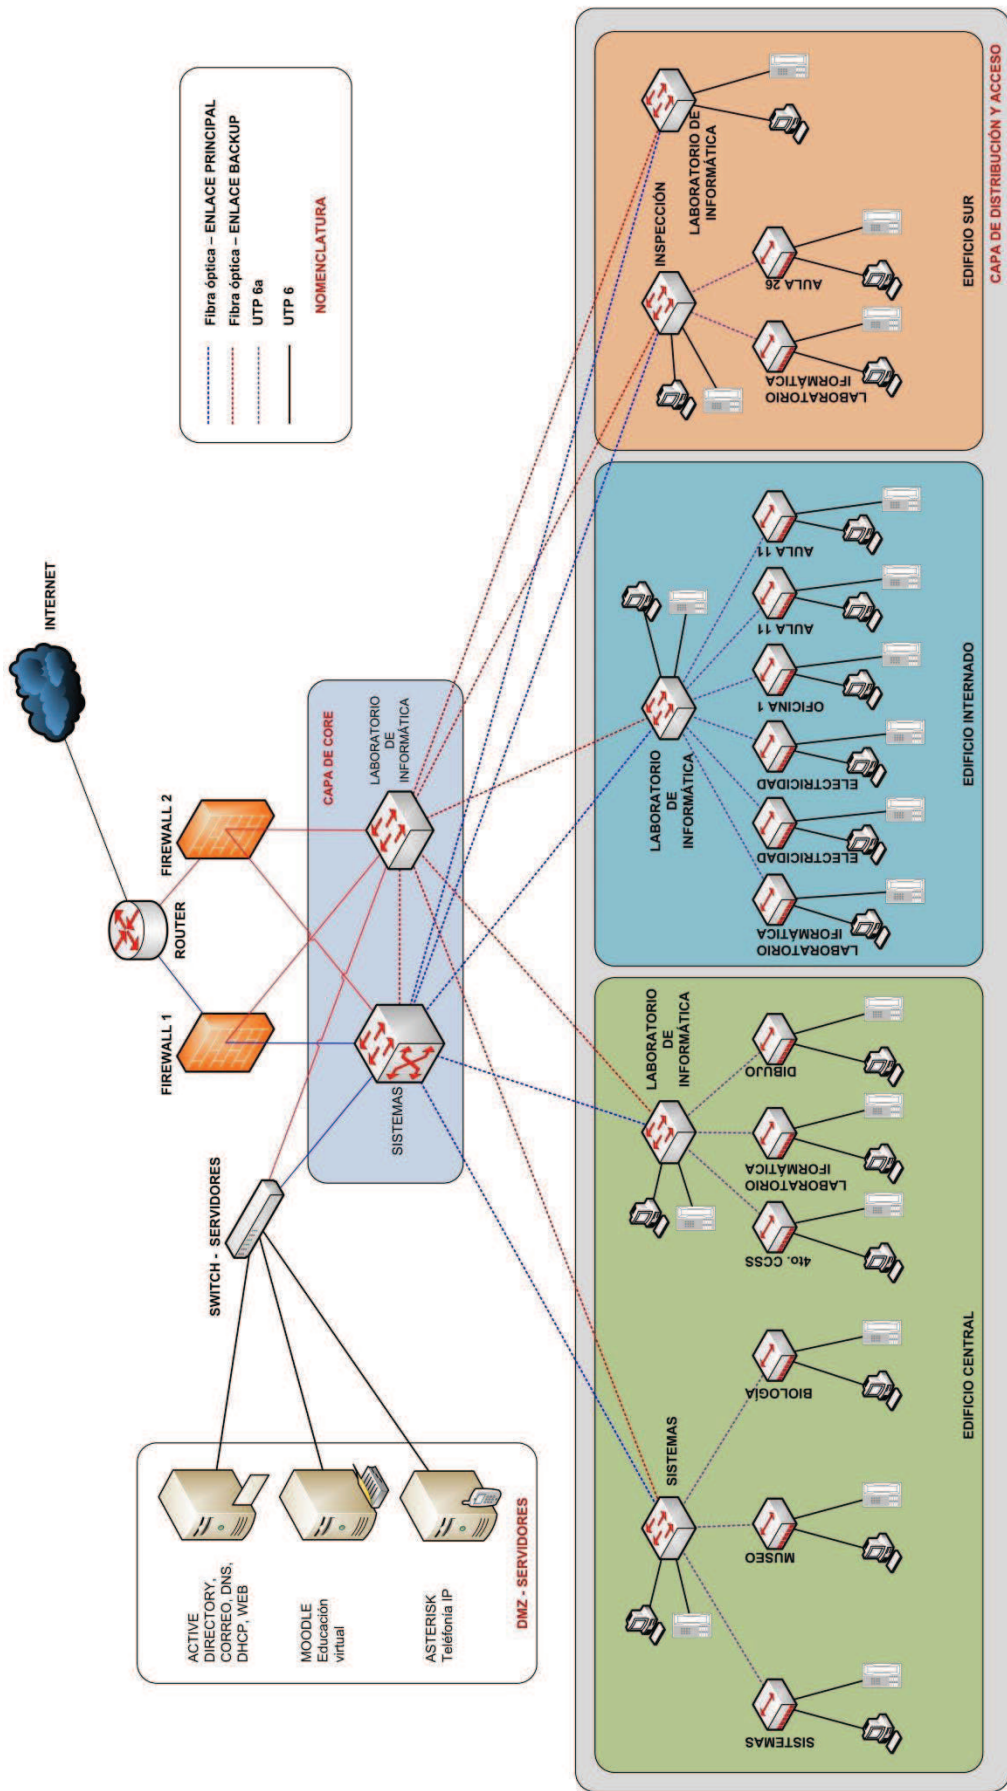 INTERNET
ROUTER
FIREWALL 1
FIREWALL 2
Fibra óptica – ENLACE PRINCIPAL
Fibra óptica – ENLACE BACKUP
UTP 6a
UTP 6
NOMENCLATURA
SWITCH - SERVIDORES
ACTIVE
DIRECTORY,
CORREO, DNS,
DHCP, WEB
MOODLE
Educación
virtual
ASTERISK
Teléfonía IP
DMZ - SERVIDORES
CAPA DE CORE
SISTEMAS
LABORATORIO
DE
INFORMÁTICA
SISTEMAS
SISTEMAS
MUSEO
BIOLOGÍA
LABORATORIO
DE
INFORMÁTICA
4to. CCSS
LABORATORIO
IFORMÁTICA
DIBUJO
EDIFICIO CENTRAL
LABORATORIO
DE
INFORMÁTICA
LABORATORIO
IFORMÁTICA
ELECTRICIDAD
ELECTRICIDAD
OFICINA 1
AULA 11
AULA 11
EDIFICIO INTERNADO
INSPECCIÓN
LABORATORIO DE
INFORMÁTICA
LABORATORIO
IFORMÁTICA
AULA 26
EDIFICIO SUR
CAPA DE DISTRIBUCIÓN Y ACCESO